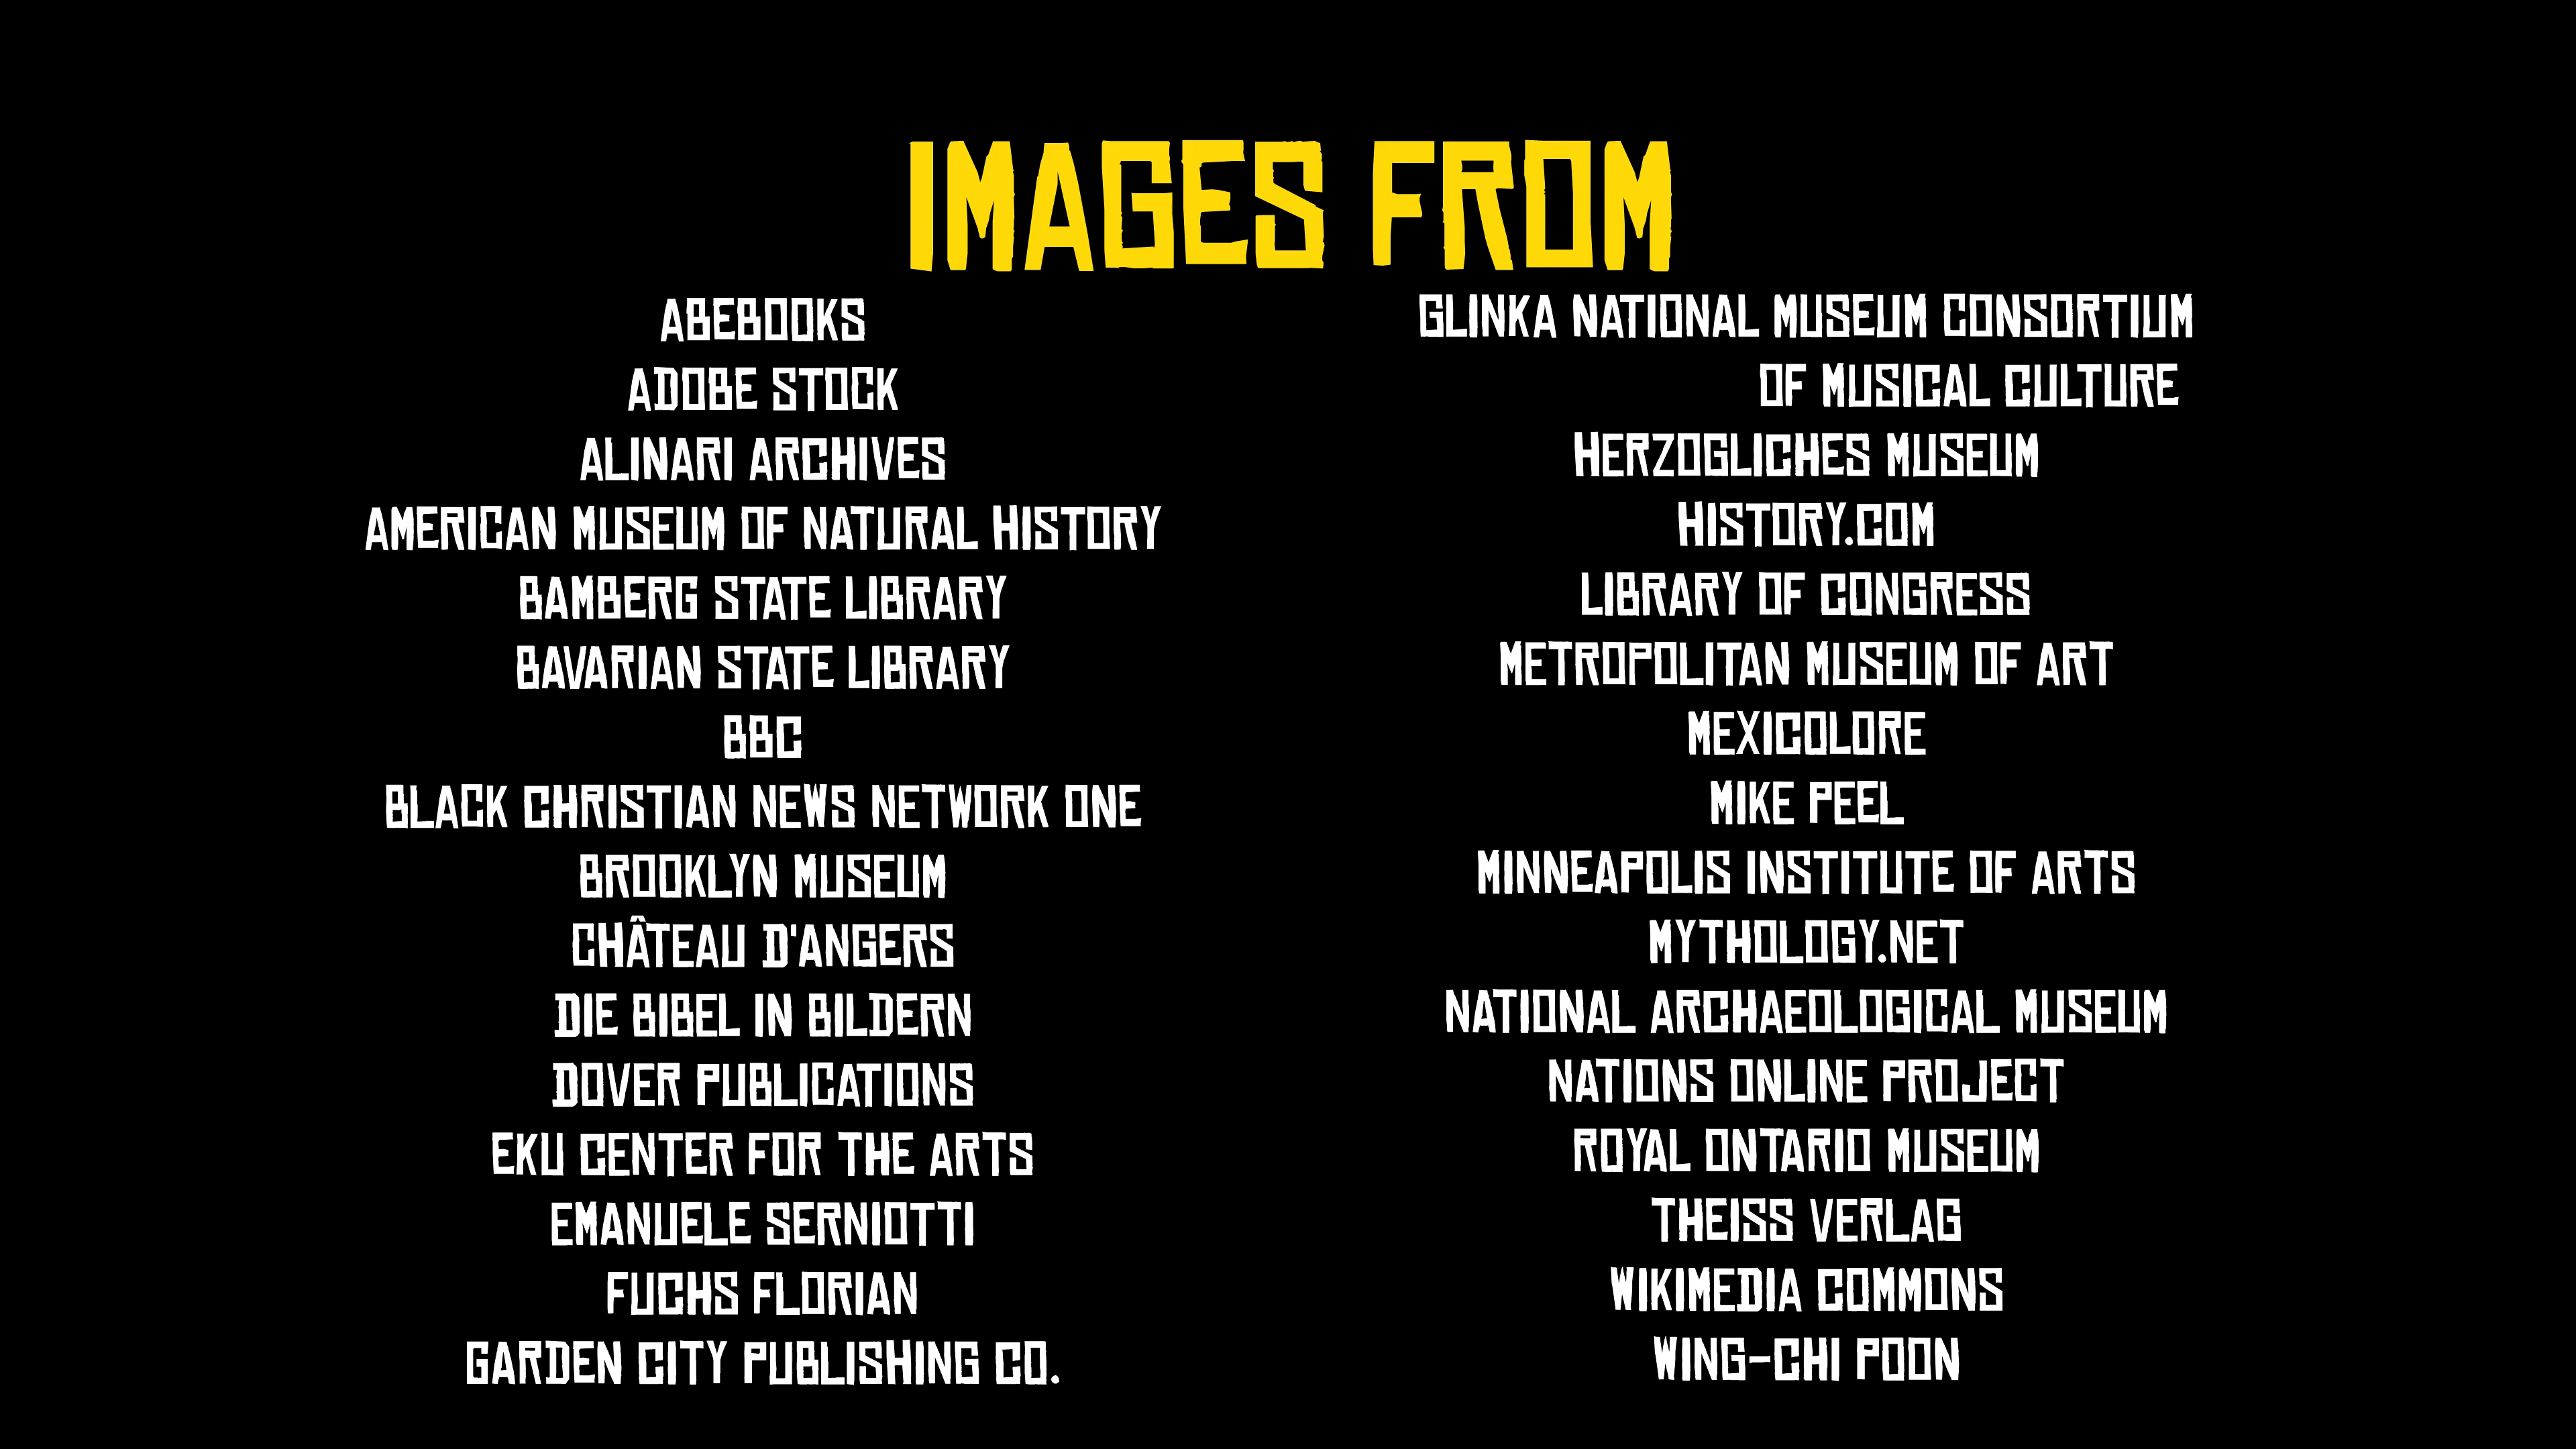 IMAGES FROM
ABEBOOKS
ADOBE STOCK
ALINARI ARCHIVES
AMERICAN MUSEUM OF NATURAL HISTORY
BAMBERG STATE LIBRARY
BAVARIAN STATE LIBRARY
BBC
BLACK CHRISTIAN NEWS NETWORK ONE
BROOKLYN MUSEUM
CHÂTEAU D'ANGERS
DIE BIBEL IN BILDERN
DOVER PUBLICATIONS
EKU CENTER FOR THE ARTS
EMANUELE SERNIOTTI
FUCHS FLORIAN
GARDEN CITY PUBLISHING CO.
GLINKA NATIONAL MUSEUM CONSORTIUM
OF MUSICAL CULTURE
HERZOGLICHES MUSEUM
HISTORY.COM
LIBRARY OF CONGRESS
METROPOLITAN MUSEUM OF ART
MEXICOLORE
MIKE PEEL
MINNEAPOLIS INSTITUTE OF ARTS
MYTHOLOGY.NET
NATIONAL ARCHAEOLOGICAL MUSEUM
NATIONS ONLINE PROJECT
ROYAL ONTARIO MUSEUM
THEISS VERLAG
WIKIMEDIA COMMONS
WING-CHI POON